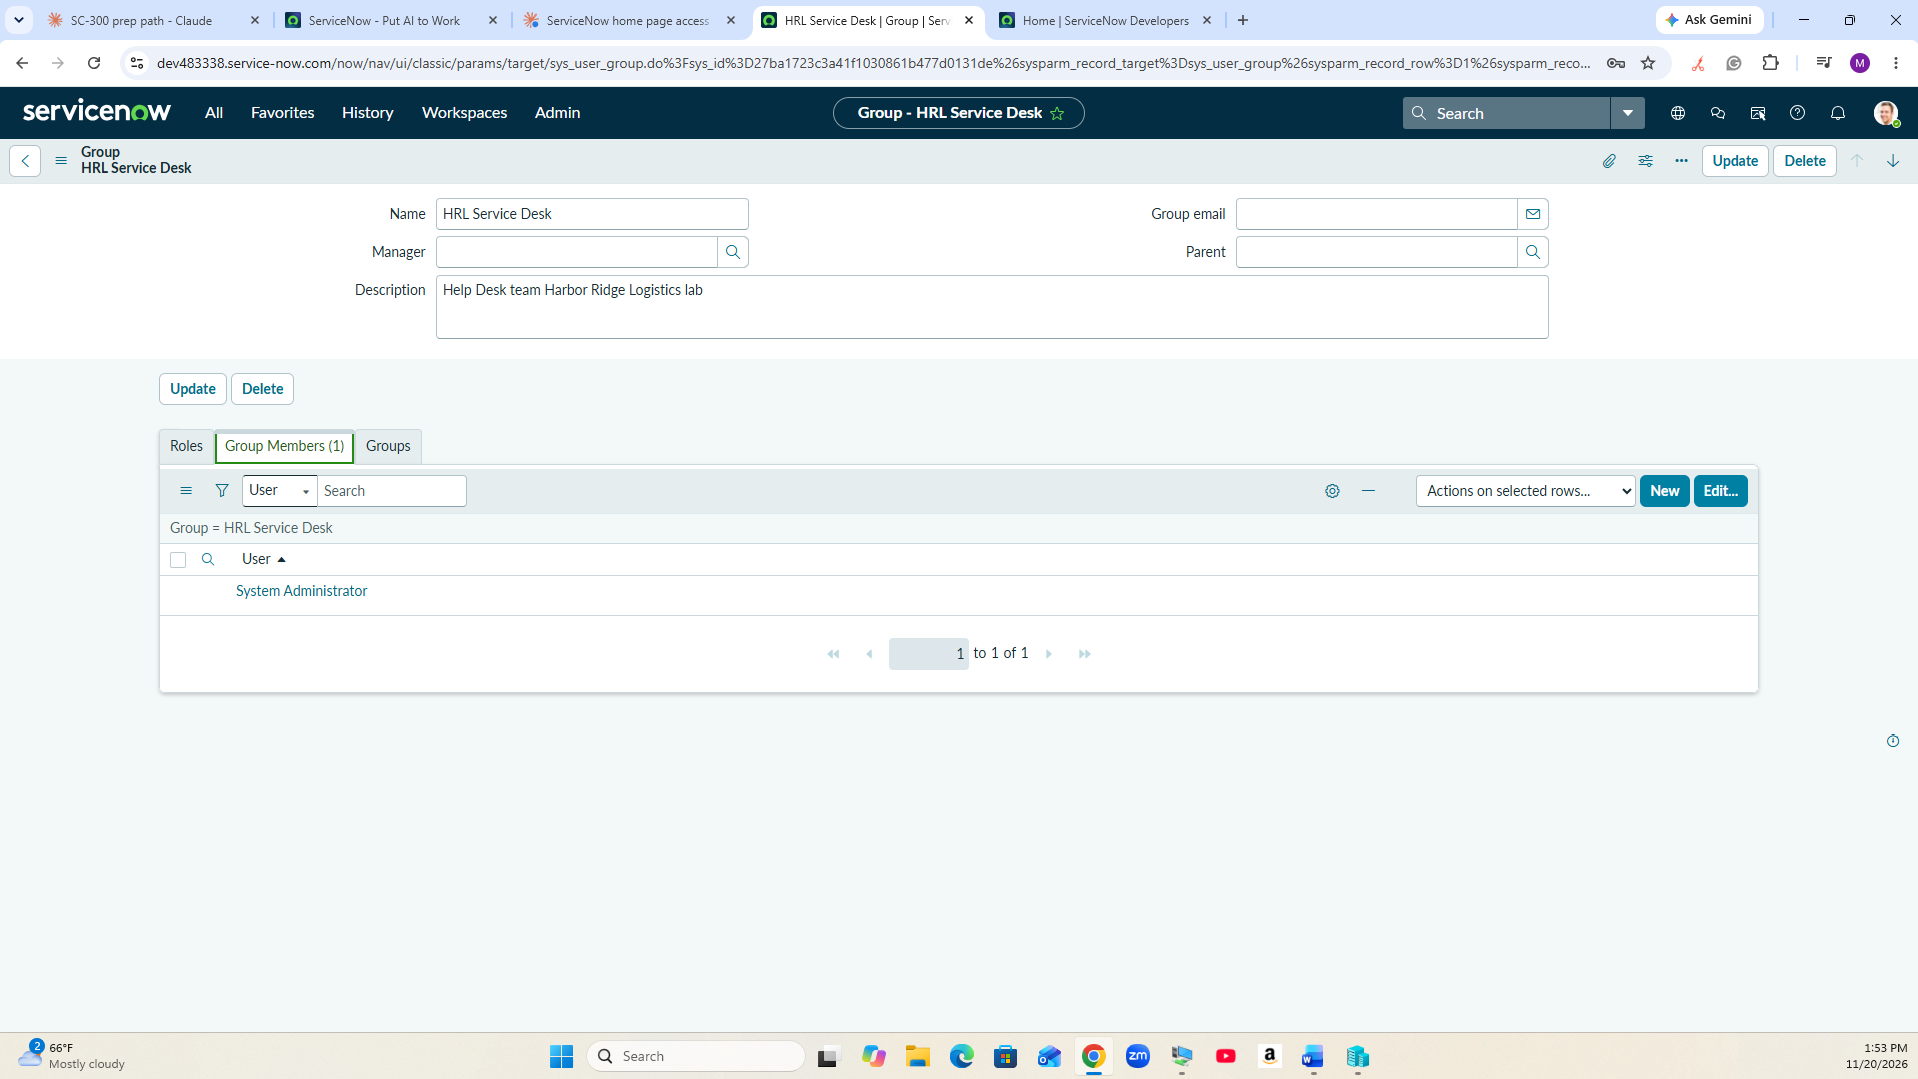 SC-300 prep path - Claude
ServiceNow - Put AI to Work
ServiceNow home page access
HRL Service Desk | Group | Serv
Home | ServiceNow Developers
Ask Gemini
dev483338.service-now.com/now/nav/ui/classic/params/target/sys_user_group.do%3Fsys_id%3D27ba1723c3a41f1030861b477d0131de%26sysparm_record_target%3Dsys_user_group%26sysparm_record_row%3D1%26sysparm_reco...
M
servicenow
All
Favorites
History
Workspaces
Admin
Group - HRL Service Desk
Search
Group
HRL Service Desk
Update
Delete
Name
HRL Service Desk
Group email
Manager
Parent
Description
Help Desk team Harbor Ridge Logistics lab
Update
Delete
Roles
Group Members (1)
Groups
User
Search
Actions on selected rows...
New
Edit...
Group = HRL Service Desk
User
System Administrator
1 to 1 of 1
2
66°F
Mostly cloudy
Search
zm
a
W
1:53 PM
11/20/2026